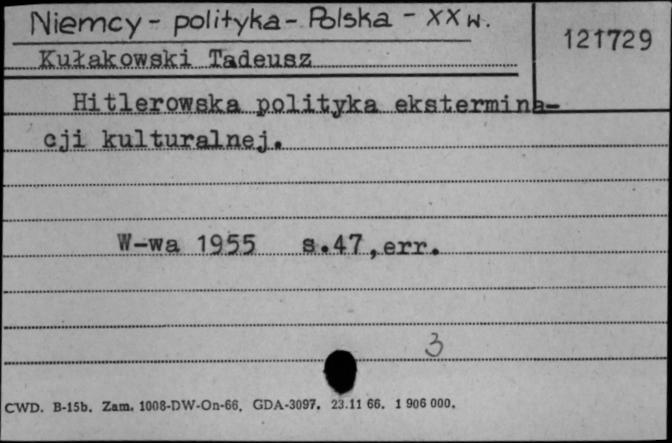 Niemcy - polityka - Polska - XX w.
121729
Kułakowski Tadeusz
Hitlerowska polityka ekstermina-
cji kulturalnej.
W-wa 1955 s.47,err.
3
CWD. B-15b. Zam. 1008-DW-On-66. GDA-3097. 23.11 66. 1 906 000.